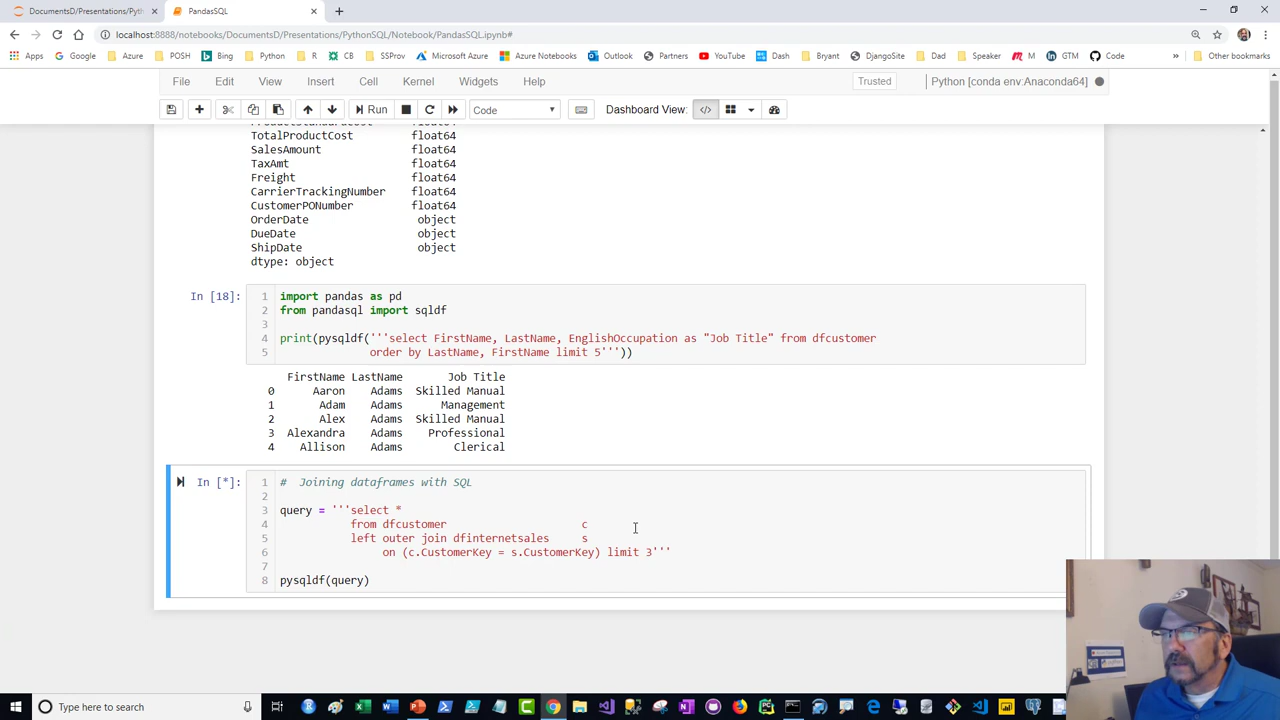 DocumentsD/Presentations/Pyth
PandasSQL
localhost:8888/notebooks/DocumentsD/Presentations/PythonSQL/Notebook/PandasSQL.ipynb#
Apps Google Azure POSH Bing Python R CB SSProv Microsoft Azure Azure Notebooks Outlook Partners YouTube Dash Bryant DjangoSite Dad Speaker M GTM Code » Other bookmarks
File Edit View Insert Cell Kernel Widgets Help Trusted Python [conda env:Anaconda64]
Run Code Dashboard View:
TotalProductCost float64
SalesAmount float64
TaxAmt float64
Freight float64
CarrierTrackingNumber float64
CustomerPONumber float64
OrderDate object
DueDate object
ShipDate object
dtype: object
In [18]: 1 import pandas as pd
2 from pandasql import sqldf
3
4 print(pysqldf('''select FirstName, LastName, EnglishOccupation as "Job Title" from dfcustomer
5 order by LastName, FirstName limit 5'''))
FirstName LastName Job Title
0 Aaron Adams Skilled Manual
1 Adam Adams Management
2 Alex Adams Skilled Manual
3 Alexandra Adams Professional
4 Allison Adams Clerical
In [*]: 1 # Joining dataframes with SQL
2
3 query = '''select *
4 from dfcustomer c
5 left outer join dfinternetsales s
6 on (c.CustomerKey = s.CustomerKey) limit 3'''
7
8 pysqldf(query)
Type here to search